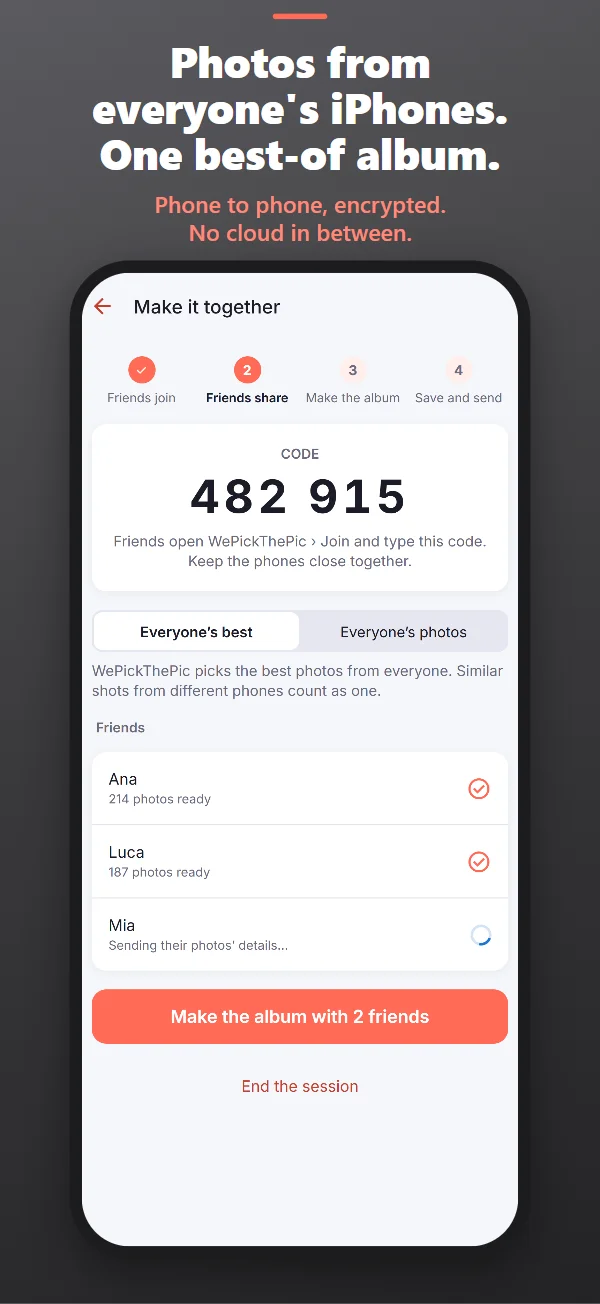 Photos from
everyone's iPhones.
One best-of album.
Phone to phone, encrypted.
No cloud in between.
Make it together
2 3 4
Friends join Friends share Make the album Save and send
CODE
482 915
Friends open WePickThePic › Join and type this code.
Keep the phones close together.
Everyone’s best Everyone’s photos
WePickThePic picks the best photos from everyone. Similar
shots from different phones count as one.
Friends
Ana
214 photos ready
Luca
187 photos ready
Mia
Sending their photos' details...
Make the album with 2 friends
End the session